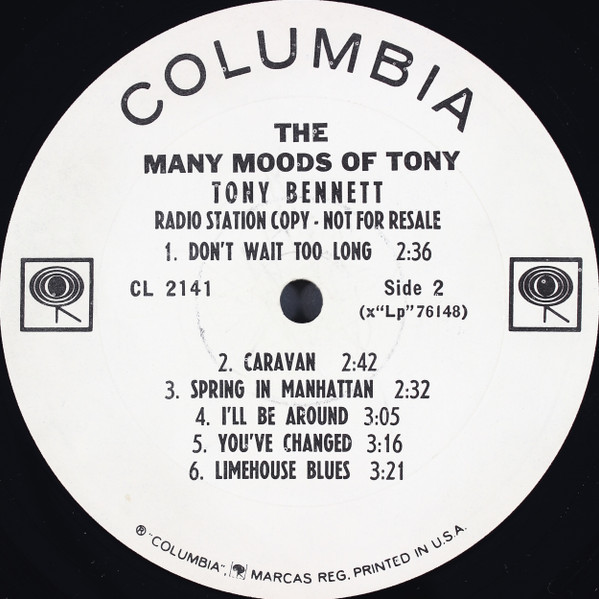 COLUMBIA
THE
MANY MOODS OF TONY
TONY BENNETT
RADIO STATION COPY - NOT FOR RESALE
1. DON'T WAIT TOO LONG 2:36
CL 2141
Side 2
(x"Lp"76148)
2. CARAVAN 2:42
3. SPRING IN MANHATTAN 2:32
4. I'LL BE AROUND 3:05
5. YOU'VE CHANGED 3:16
6. LIMEHOUSE BLUES 3:21
® "COLUMBIA", MARCAS REG. PRINTED IN U.S.A.